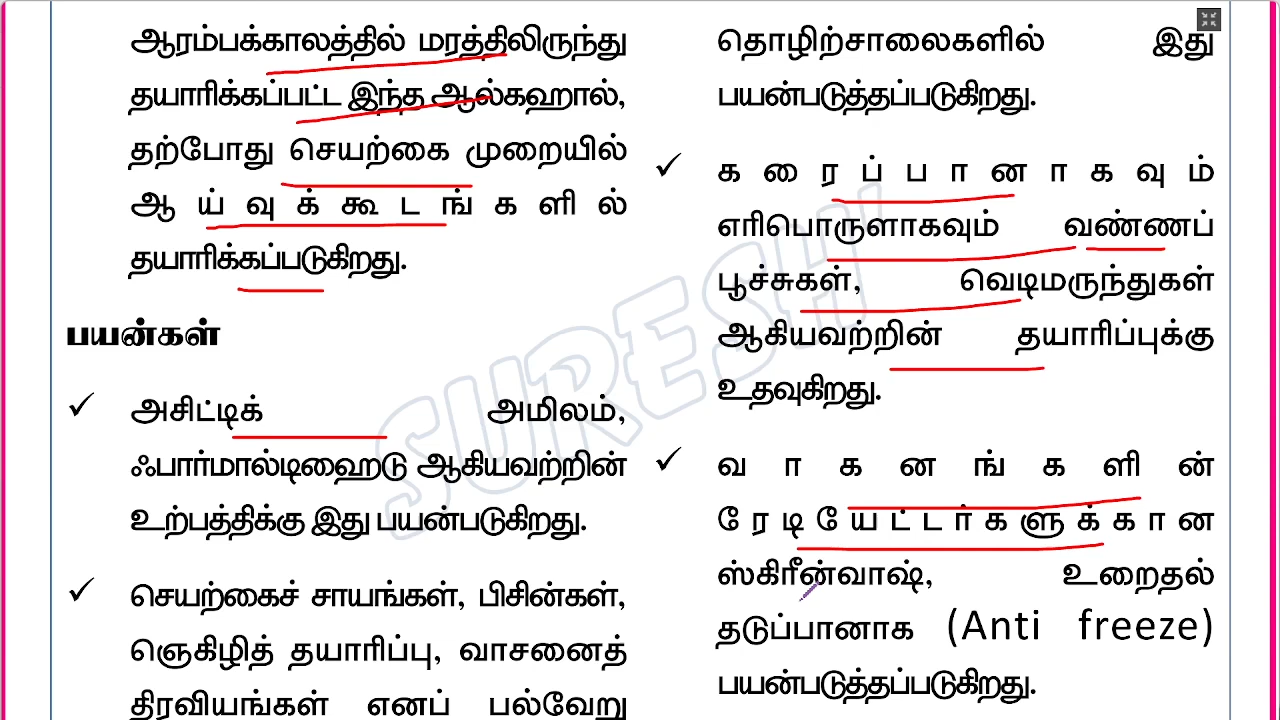 ஆரம்பக்காலத்தில் மரத்திலிருந்து
தயாரிக்கப்பட்ட இந்த ஆல்கஹால்,
தற்போது செயற்கை முறையில்
ஆய்வுக்கூடங்களில்
தயாரிக்கப்படுகிறது.
பயன்கள்
✓ அசிட்டிக் அமிலம்,
ஃபார்மால்டிஹைடு ஆகியவற்றின்
உற்பத்திக்கு இது பயன்படுகிறது.
✓ செயற்கைச் சாயங்கள், பிசின்கள்,
ஞெகிழித் தயாரிப்பு, வாசனைத்
திரவியங்கள் எனப் பல்வேறு
தொழிற்சாலைகளில் இது
பயன்படுத்தப்படுகிறது.
✓ கரைப்பானாகவும்
எரிபொருளாகவும் வண்ணப்
பூச்சுகள், வெடிமருந்துகள்
ஆகியவற்றின் தயாரிப்புக்கு
உதவுகிறது.
✓ வாகனங்களின்
ரேடியேட்டர்களுக்கான
ஸ்கிரீன்வாஷ், உறைதல்
தடுப்பானாக (Anti freeze)
பயன்படுத்தப்படுகிறது.
SURESH